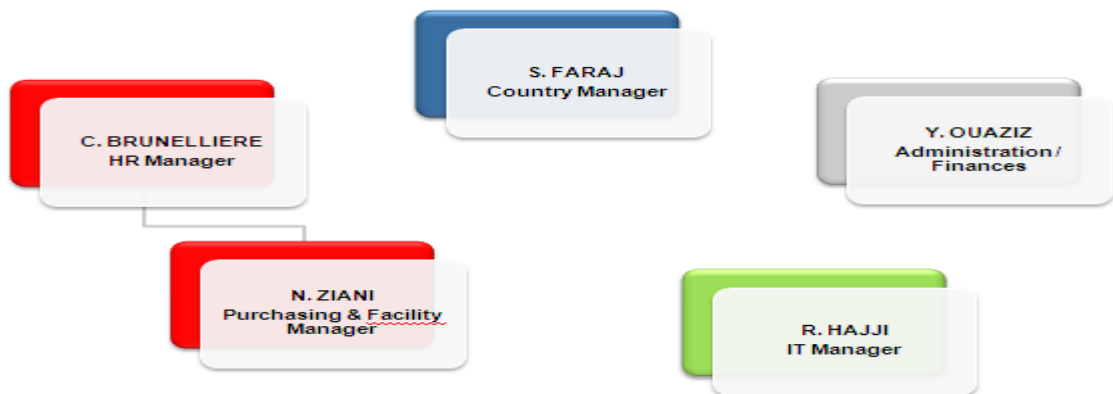 S. FARAJ
Country Manager
C. BRUNELLIERE
HR Manager
Y. OUAZIZ
Administration /
Finances
N. ZIANI
Purchasing & Facility
Manager
R. HAJJI
IT Manager